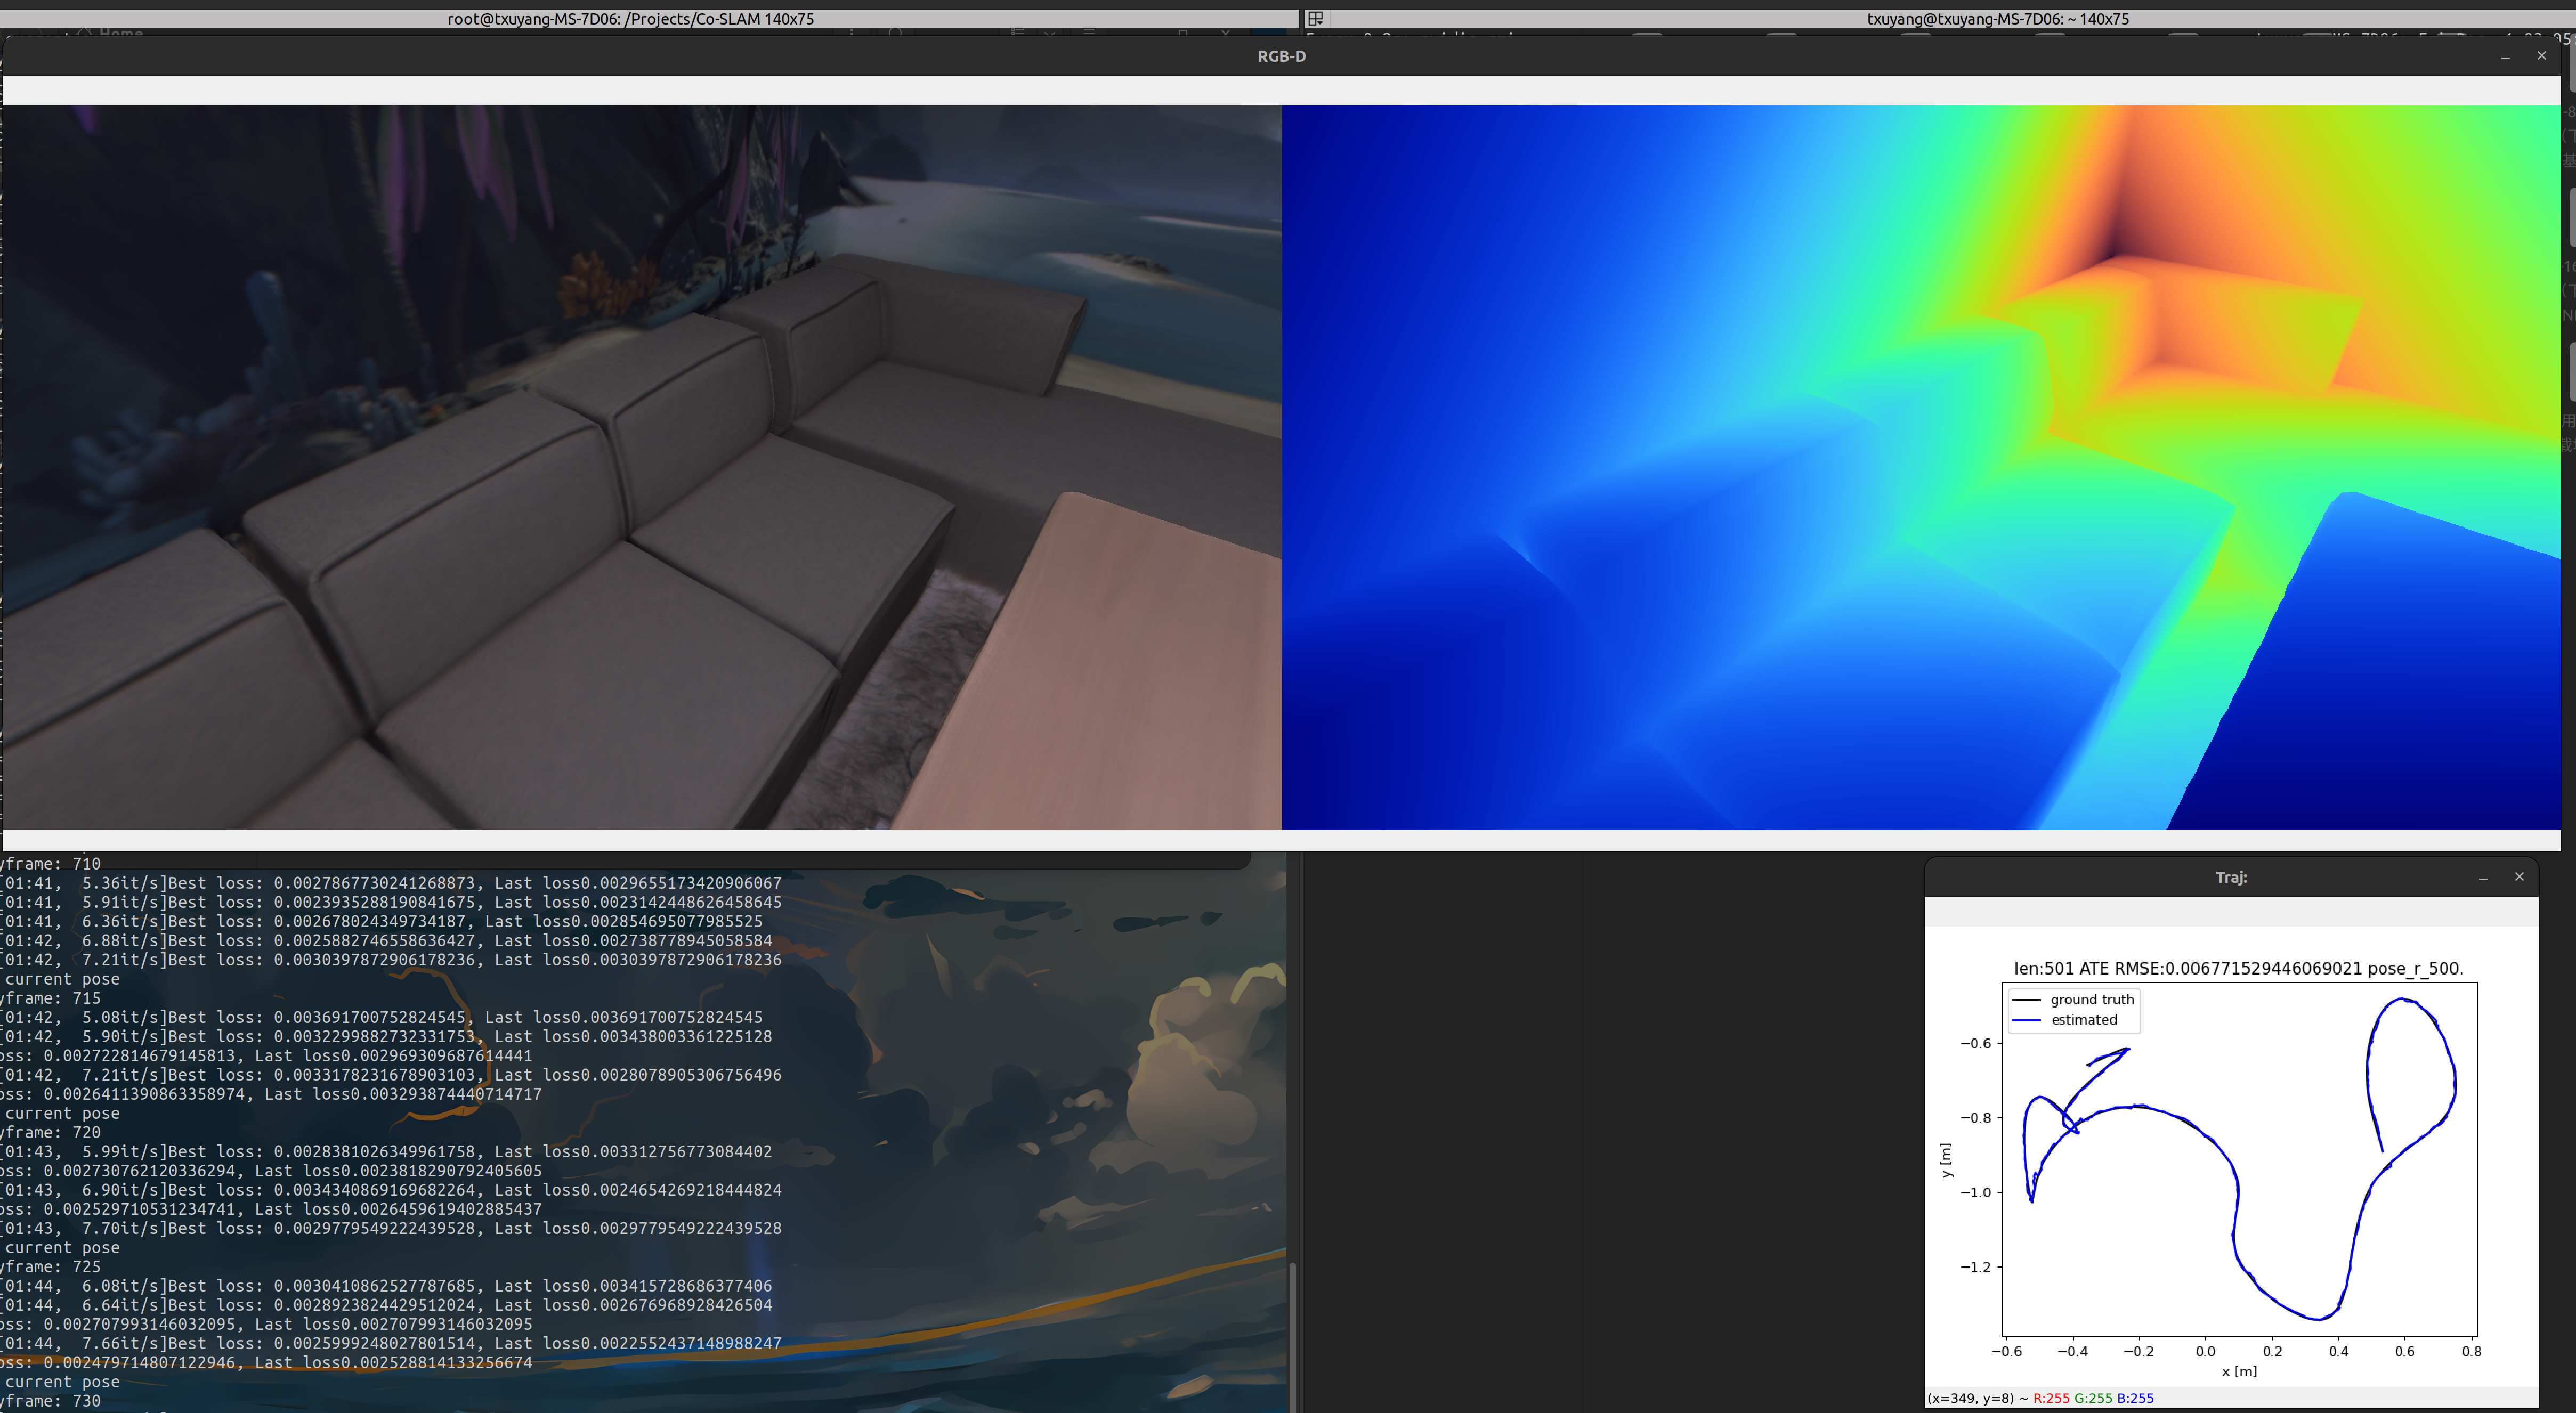 root@txuyang-MS-7D06: /Projects/Co-SLAM 140x75
txuyang@txuyang-MS-7D06: ~ 140x75
Home
RGB-D
yframe: 710
[01:41,  5.36it/s]Best loss: 0.0027867730241268873, Last loss0.0029655173420906067
[01:41,  5.91it/s]Best loss: 0.0023935288190841675, Last loss0.0023142448626458645
[01:41,  6.36it/s]Best loss: 0.002678024349734187, Last loss0.002854695077985525
[01:42,  6.88it/s]Best loss: 0.00258827465586364​27, Last loss0.0027387789450585​84
[01:42,  7.21it/s]Best loss: 0.0030397872906178236, Last loss0.0030397872906178236
current pose
yframe: 715
[01:42,  5.08it/s]Best loss: 0.003691700752824545, Last loss0.003691700752824545
[01:42,  5.90it/s]Best loss: 0.0032299882732331753, Last loss0.003438003361225128
oss: 0.0027228146791458​13, Last loss0.002969309687614441
[01:42,  7.21it/s]Best loss: 0.0033178231678903103, Last loss0.0028078905306756496
oss: 0.0026411390863358974, Last loss0.003293874440714717
current pose
yframe: 720
[01:43,  5.99it/s]Best loss: 0.0028381026349961758, Last loss0.003312756773084402
oss: 0.0027307621203​36294, Last loss0.0023818290792405605
[01:43,  6.90it/s]Best loss: 0.0034340869169682264, Last loss0.0024654269218444824
oss: 0.002529710531234741, Last loss0.0026459619402885437
[01:43,  7.70it/s]Best loss: 0.0029779549222439528, Last loss0.0029779549222439528
current pose
yframe: 725
[01:44,  6.08it/s]Best loss: 0.0030410862527787685, Last loss0.003415728686377406
[01:44,  6.64it/s]Best loss: 0.0028923824429512024, Last loss0.002676968928426504
oss: 0.002707993146032095, Last loss0.002707993146032095
[01:44,  7.66it/s]Best loss: 0.0025999248027801514, Last loss0.0022552437148988247
oss: 0.002479714807122946, Last loss0.002528814133256674
current pose
yframe: 730
Traj:
len:501 ATE RMSE:0.006771529446069021 pose_r_500.
ground truth
estimated
−0.6
−0.8
−1.0
−1.2
y [m]
−0.6 −0.4 −0.2 0.0 0.2 0.4 0.6 0.8
x [m]
(x=349, y=8) ~ R:255 G:255 B:255